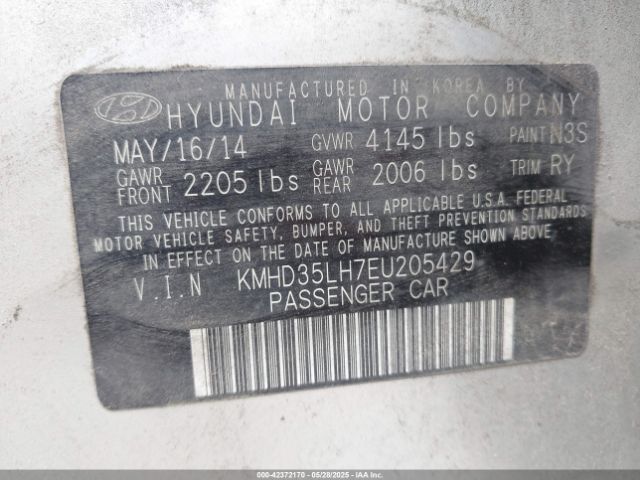 MANUFACTURED IN KOREA BY
HYUNDAI MOTOR COMPANY
MAY/16/14 GVWR 4145 lbs PAINT N3S
GAWR FRONT 2205 lbs GAWR REAR 2006 lbs TRIM RY
THIS VEHICLE CONFORMS TO ALL APPLICABLE U.S.A. FEDERAL
MOTOR VEHICLE SAFETY, BUMPER, AND THEFT PREVENTION STANDARDS
IN EFFECT ON THE DATE OF MANUFACTURE SHOWN ABOVE.
V.I.N KMHD35LH7EU205429
PASSENGER CAR
000-42372170 | 05/28/2025 - IAAI.COM